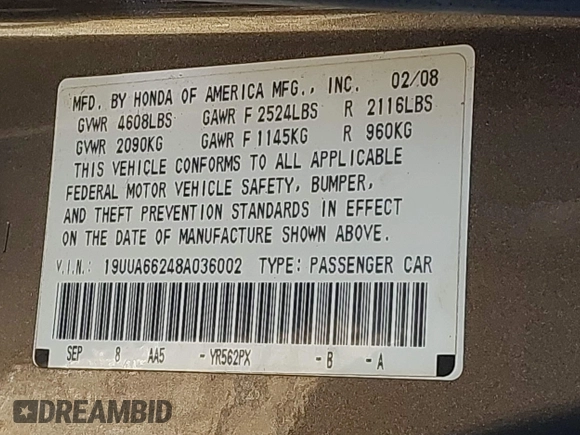 MFD. BY HONDA OF AMERICA MFG., INC. 02/08
GVWR 4608LBS GAWR F 2524LBS R 2116LBS
GVWR 2090KG GAWR F 1145KG R 960KG
THIS VEHICLE CONFORMS TO ALL APPLICABLE
FEDERAL MOTOR VEHICLE SAFETY, BUMPER,
AND THEFT PREVENTION STANDARDS IN EFFECT
ON THE DATE OF MANUFACTURE SHOWN ABOVE.
V.I.N.: 19UUA66248A036002 TYPE: PASSENGER CAR
SEP 8 AA5 -YR562PX -B -A
DREAMBID